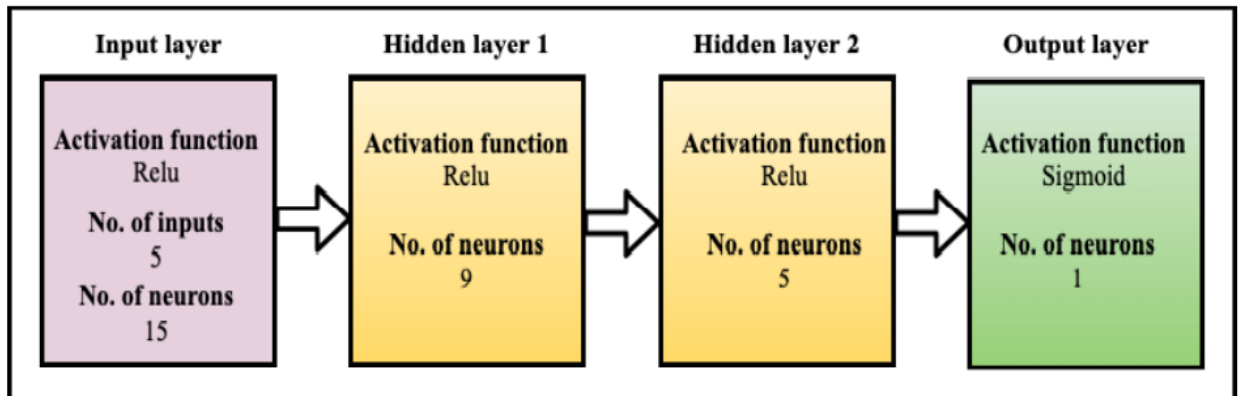 Input layer
Activation function
Relu
No. of inputs
5
No. of neurons
15
Hidden layer 1
Activation function
Relu
No. of neurons
9
Hidden layer 2
Activation function
Relu
No. of neurons
5
Output layer
Activation function
Sigmoid
No. of neurons
1